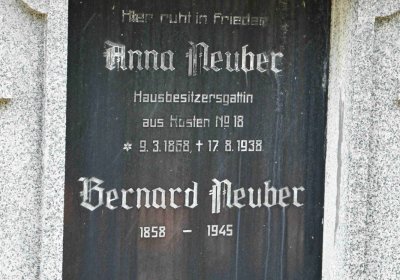 Hier ruht in Frieden
Anna Neuber
Hausbesitzersgattin
aus Kosten No 18
* 9. 3. 1868, † 17. 8. 1938
Bernard Neuber
1858 – 1945